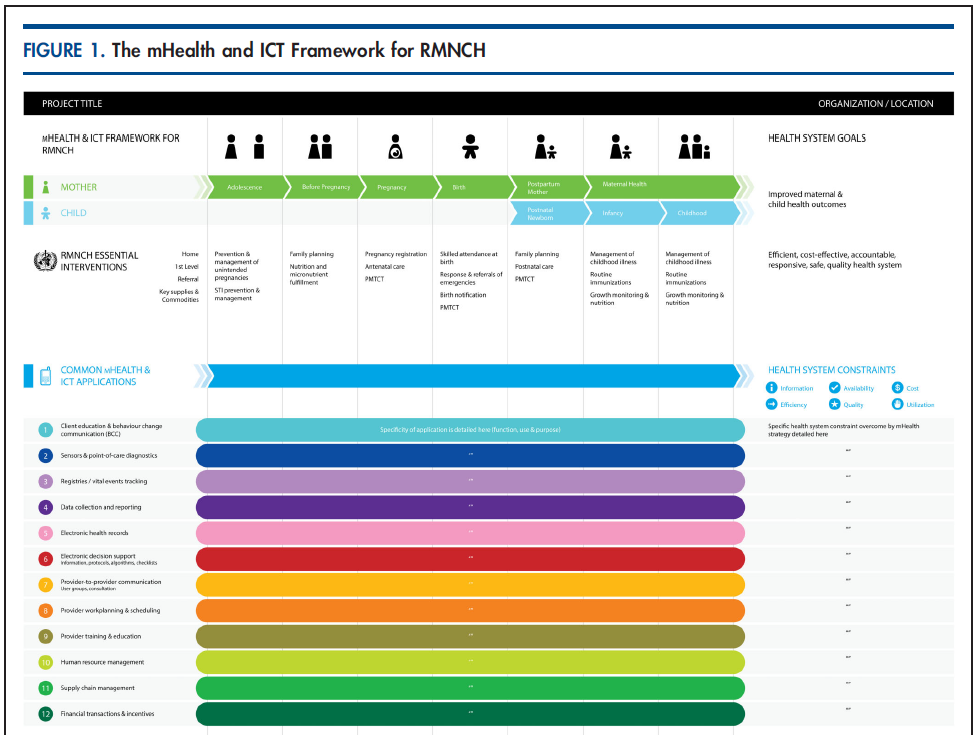 FIGURE 1. The mHealth and ICT Framework for RMNCH
PROJECT TITLE
ORGANIZATION / LOCATION
mHEALTH & ICT FRAMEWORK FOR
RMNCH
HEALTH SYSTEM GOALS
MOTHER
Adolescence
Before Pregnancy
Pregnancy
Birth
Postpartum
Mother
Maternal Health
CHILD
Postnatal
Newborn
Infancy
Childhood
Improved maternal &
child health outcomes
RMNCH ESSENTIAL
INTERVENTIONS
Home
1st Level
Referral
Key supplies &
Commodities
Prevention &
management of
unintended
pregnancies
STI prevention &
management
Family planning
Nutrition and
micronutrient
fulfillment
Pregnancy registration
Antenatal care
PMTCT
Skilled attendance at
birth
Response & referrals of
emergencies
Birth notification
PMTCT
Family planning
Postnatal care
PMTCT
Management of
childhood illness
Routine
immunizations
Growth monitoring &
nutrition
Management of
childhood illness
Routine
immunizations
Growth monitoring &
nutrition
Efficient, cost-effective, accountable,
responsive, safe, quality health system
COMMON mHEALTH &
ICT APPLICATIONS
HEALTH SYSTEM CONSTRAINTS
Information
Availability
$ Cost
Efficiency
Quality
Utilization
1 Client education & behaviour change
communication (BCC)
Specificity of application is detailed here (function, use & purpose)
Specific health system constraint overcome by mHealth
strategy detailed here
2 Sensors & point-of-care diagnostics
3 Registries / vital events tracking
4 Data collection and reporting
5 Electronic health records
6 Electronic decision support
Information, protocols, algorithms, checklists
7 Provider-to-provider communication
User groups, consultation
8 Provider workplanning & scheduling
9 Provider training & education
10 Human resource management
11 Supply chain management
12 Financial transactions & incentives